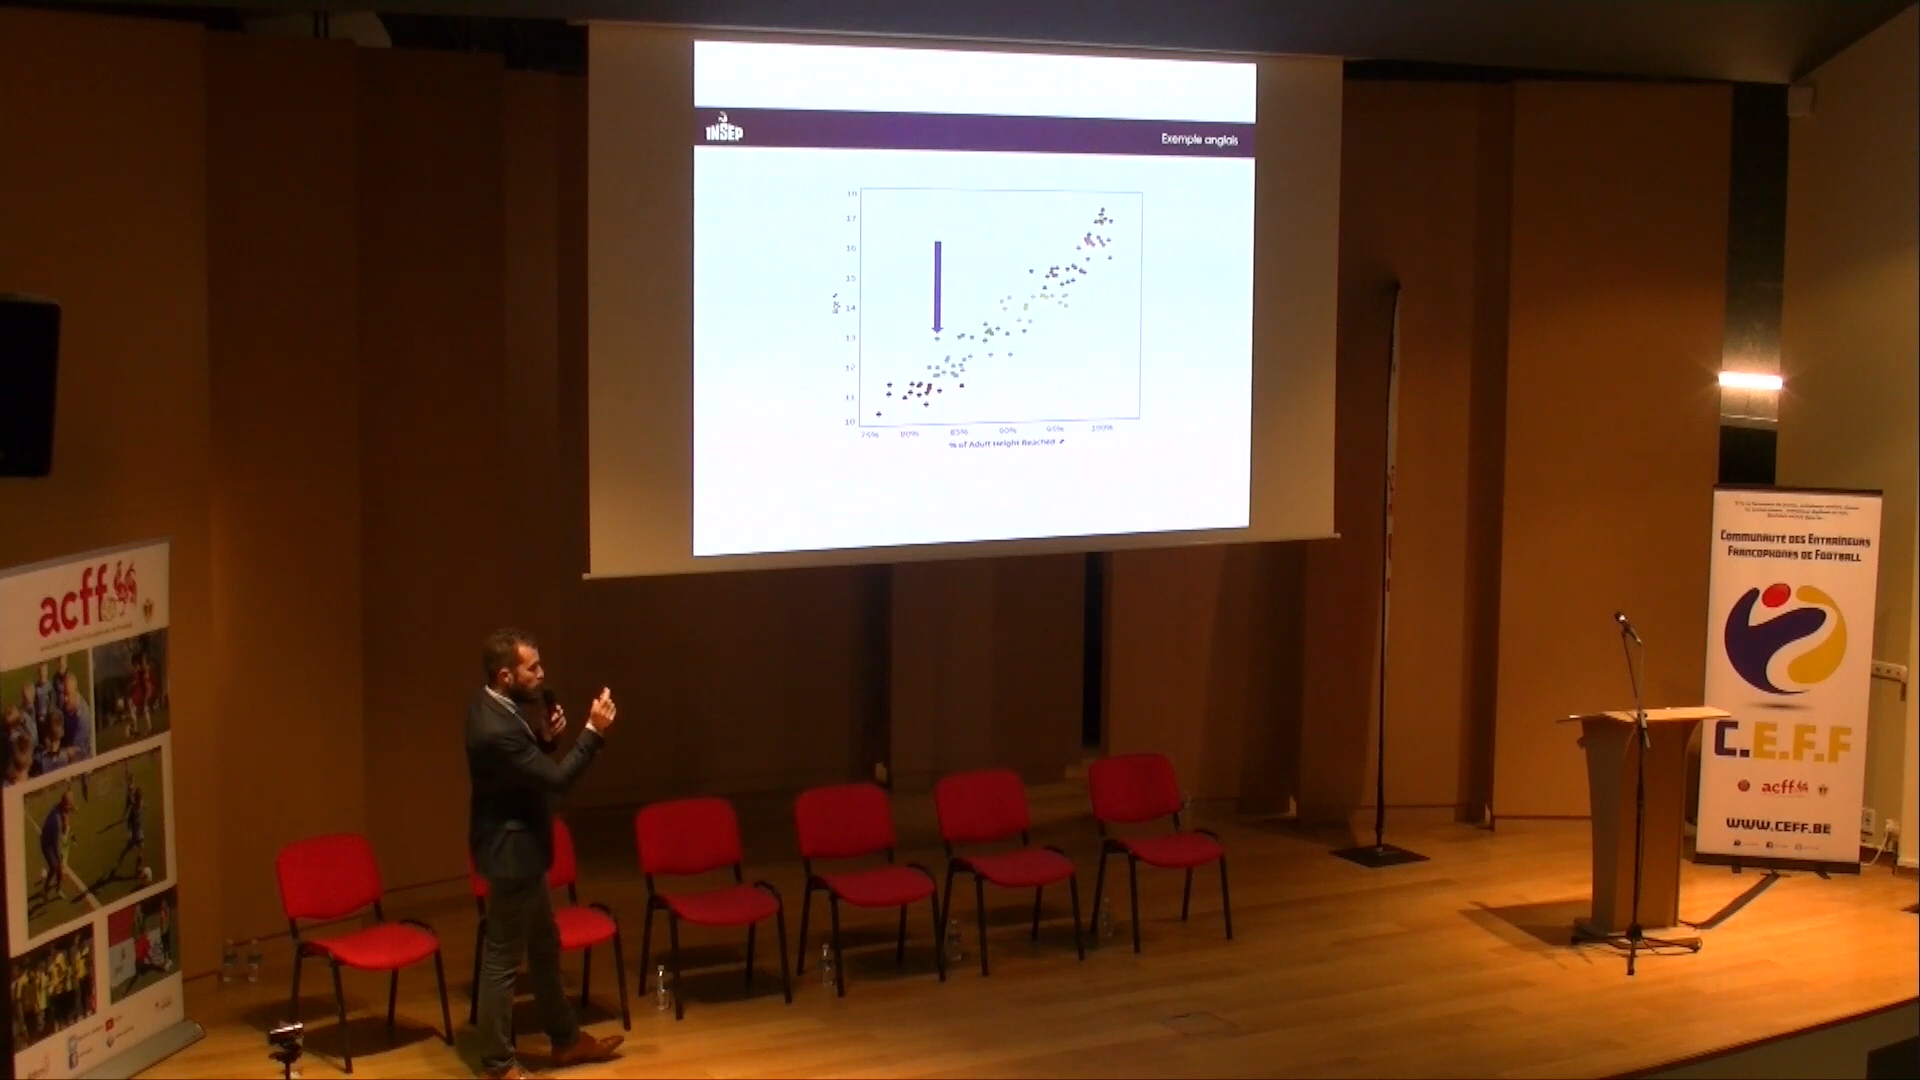 INSEP
Exemple anglais
18
17
16
15
14
13
12
11
10
75%
80%
85%
90%
95%
100%
% of Adult Height Reached
acff
Communauté des Entraîneurs
Francophones de Football
C.E.F.F
acff
www.ceff.be